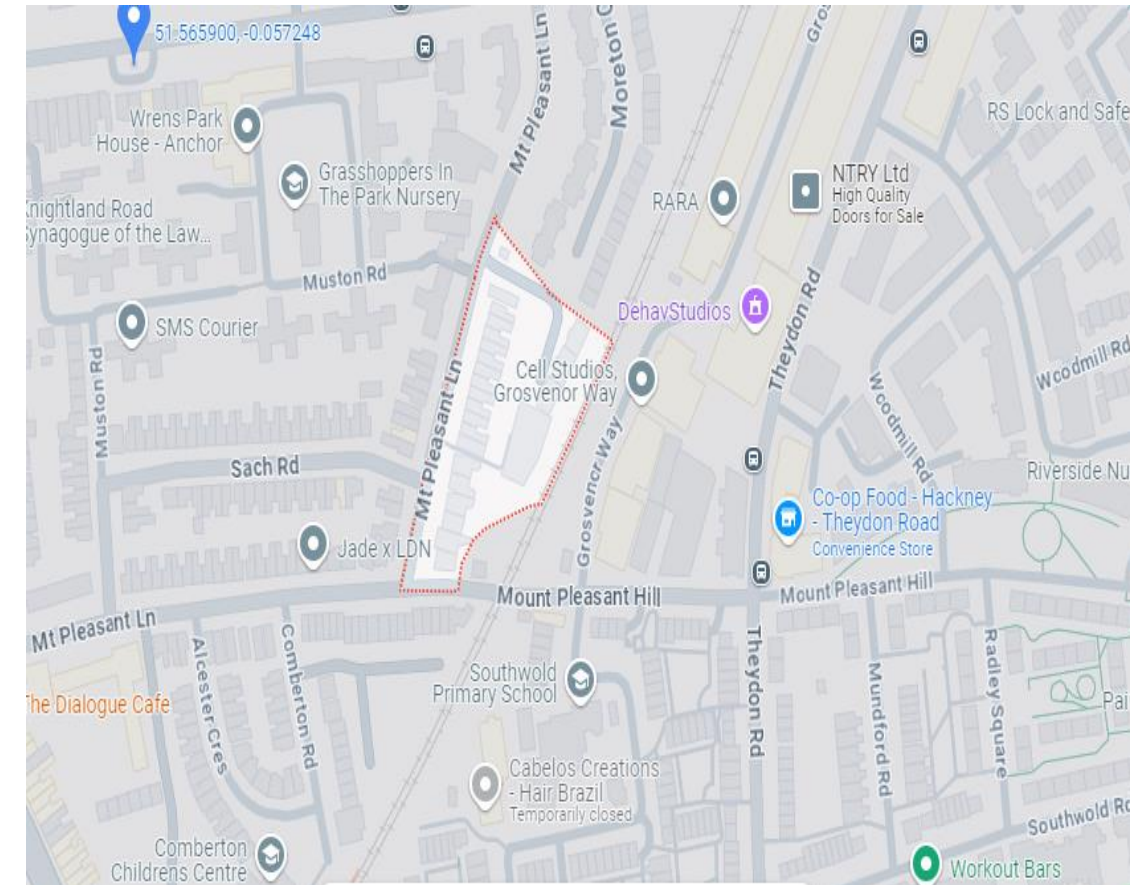 51.565900, -0.057248
Mt Pleasant Ln
Moreton
Wrens Park
House - Anchor
RS Lock and Safe
Grasshoppers In
The Park Nursery
NTRY Ltd
High Quality
Doors for Sale
RARA
Knightland Road
Synagogue of the Law...
Muston Rd
DehavStudios
Theydon Rd
SMS Courier
Cell Studios,
Grosvenor Way
Woodmill Rd
Muston Rd
Mt Pleasant Ln
Woodmill Rd
Sach Rd
Grosvenor Way
Co-op Food - Hackney
- Theydon Road
Convenience Store
Jade x LDN
Mount Pleasant Hill
Mount Pleasant Hill
Mt Pleasant Ln
Alcester Cres
Comberton Rd
Southwold
Primary School
Theydon Rd
Mundford Rd
Radley Square
The Dialogue Cafe
Cabelos Creations
- Hair Brazil
Temporarily closed
Southwold Rd
Comberton
Childrens Centre
Workout Bars